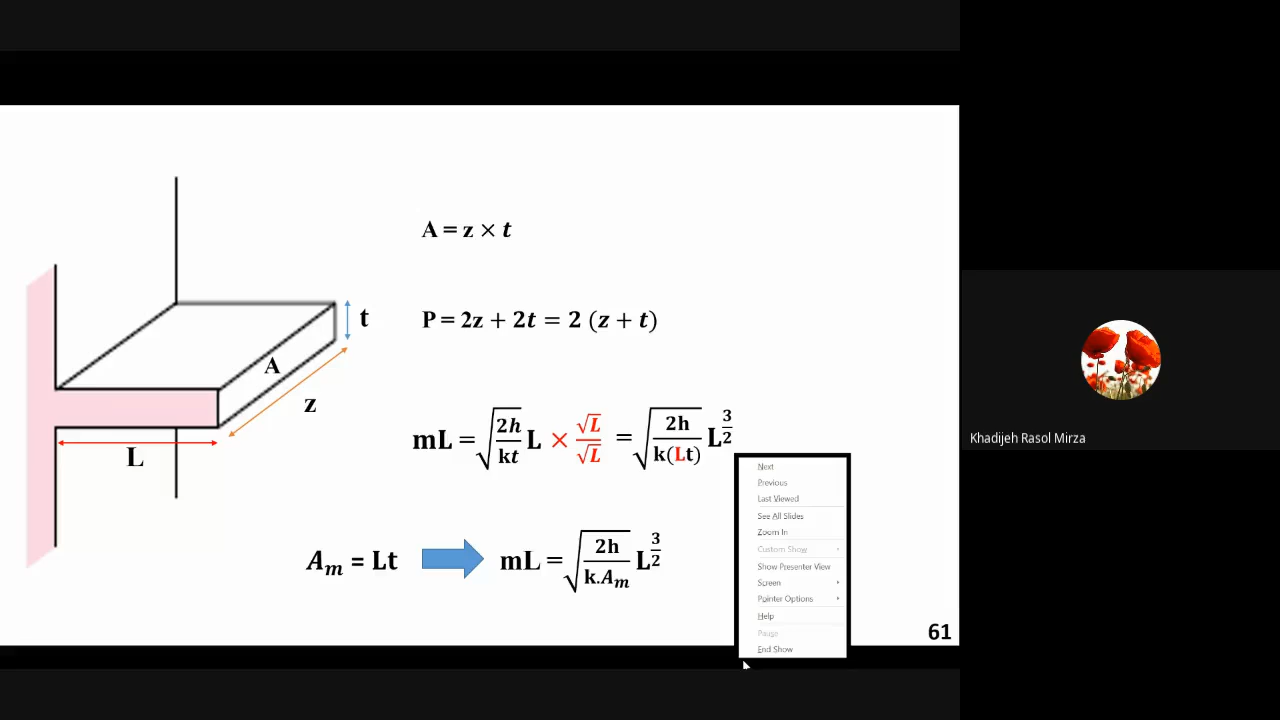 A = z × t
t
P = 2z + 2t = 2 (z + t)
A
z
mL = √(2h/kt) L × √L/√L = √(2h/k(Lt)) L^(3/2)
L
A_m = Lt mL = √(2h/k.A_m) L^(3/2)
61
Next
Previous
Last Viewed
See All Slides
Zoom In
Custom Show
Show Presenter View
Screen
Pointer Options
Help
Pause
End Show
Khadijeh Rasol Mirza